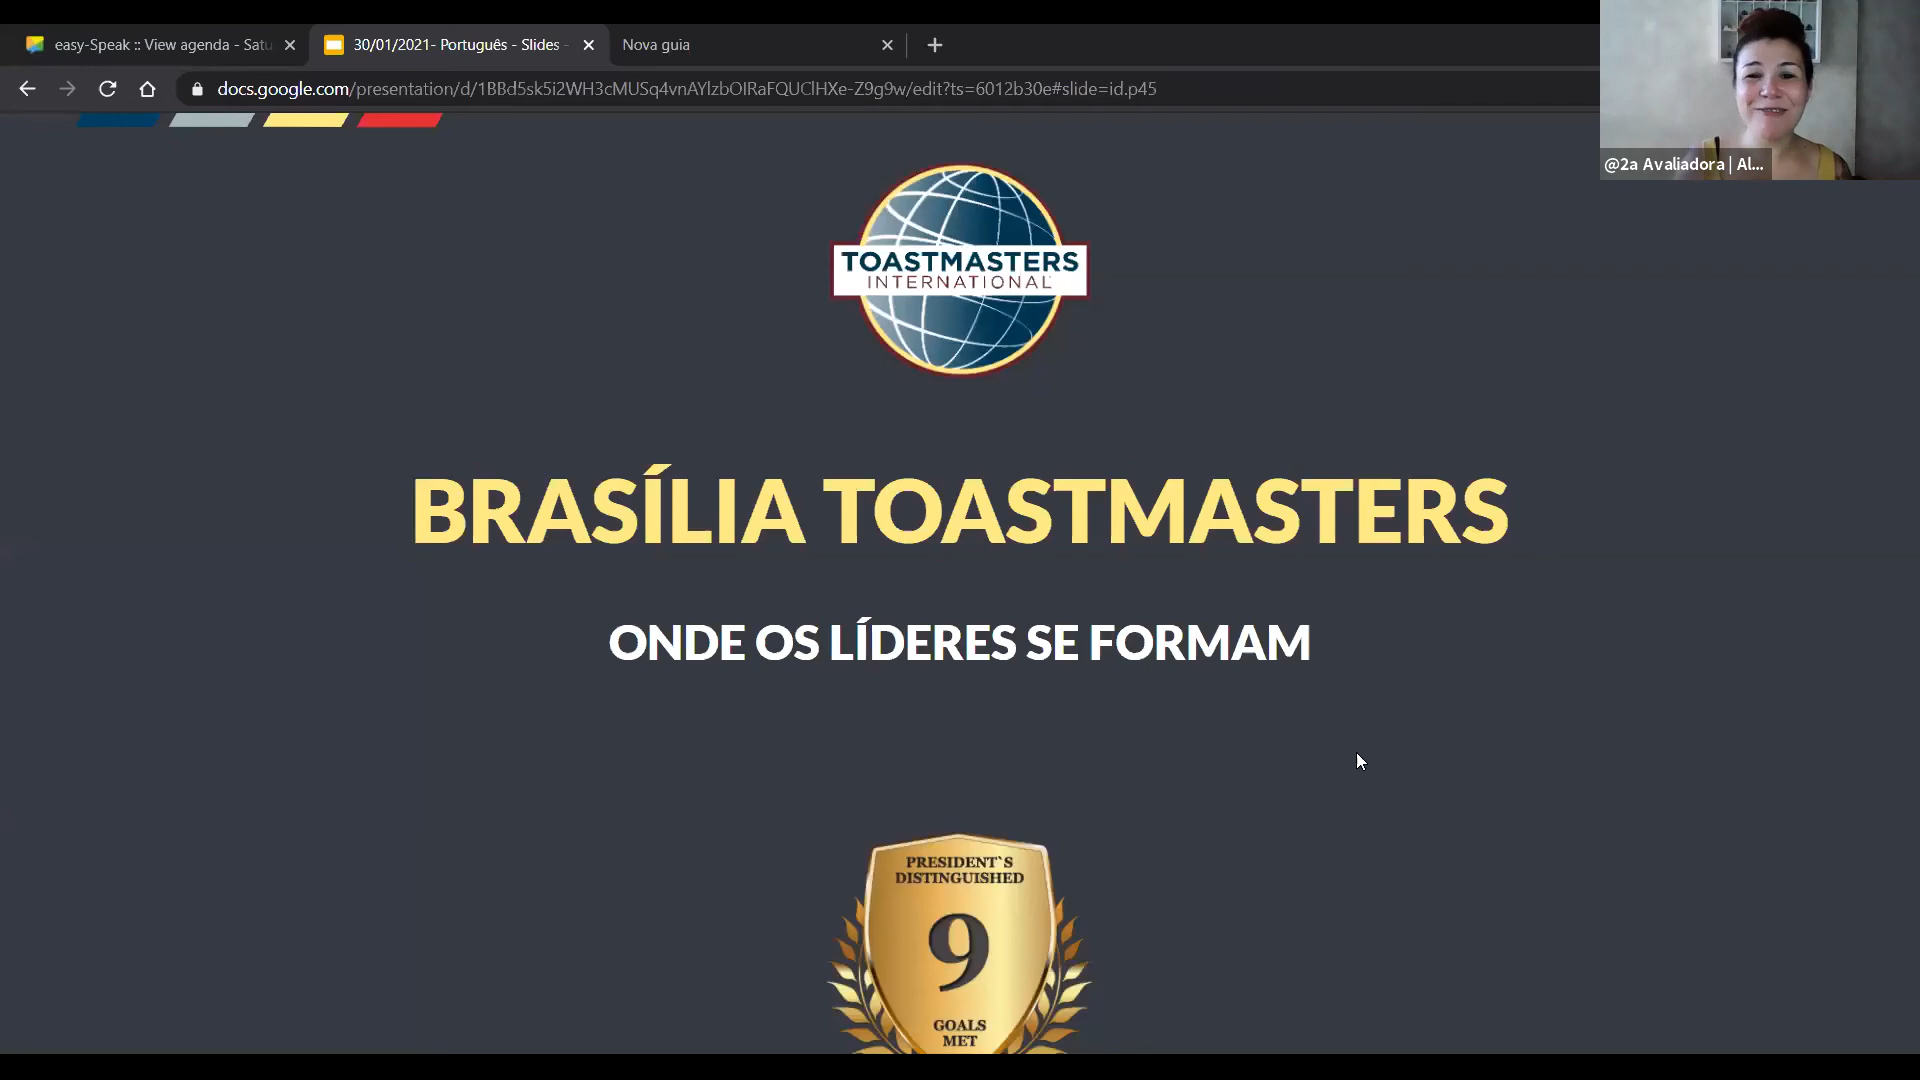 easy-Speak :: View agenda - Satu
30/01/2021- Português - Slides -
Nova guia
docs.google.com/presentation/d/1BBd5sk5i2WH3cMUSq4vnAYlzbOIRaFQUClHXe-Z9g9w/edit?ts=6012b30e#slide=id.p45
@2a Avaliadora | Al...
TOASTMASTERS
INTERNATIONAL
BRASÍLIA TOASTMASTERS
ONDE OS LÍDERES SE FORMAM
PRESIDENT`S
DISTINGUISHED
9
GOALS
MET